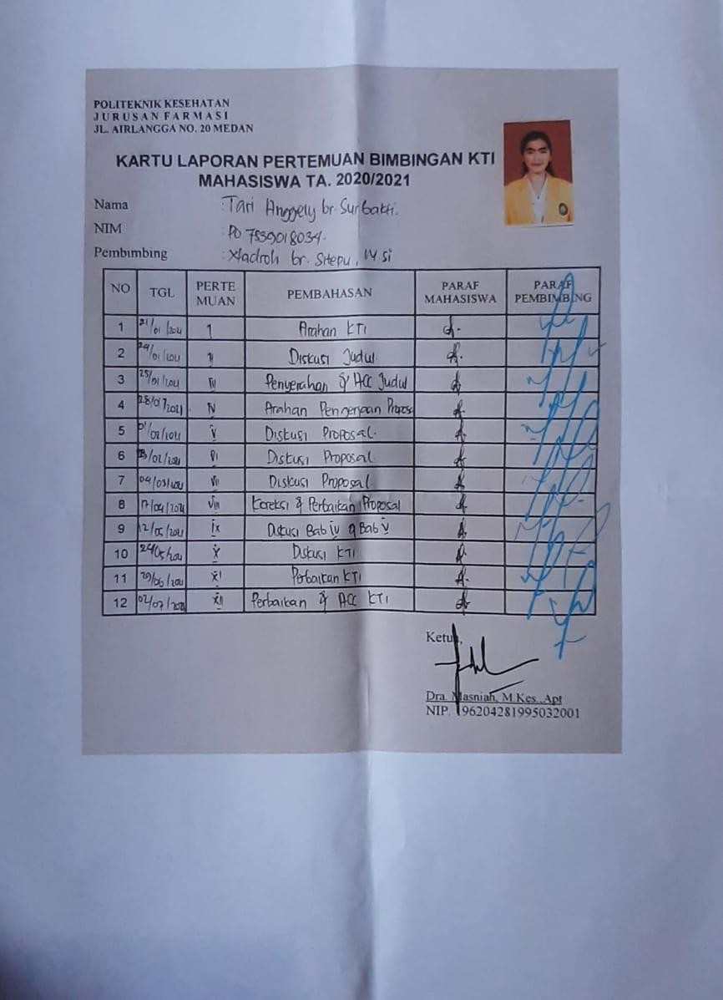 POLITEKNIK KESEHATAN
JURUSAN FARMASI
JL. AIRLANGGA NO. 20 MEDAN
KARTU LAPORAN PERTEMUAN BIMBINGAN KTI
MAHASISWA TA. 2020/2021
Nama : Tari Anggely br. Surbakti.
NIM : PO 7539018034.
Pembimbing : br. Sitepu, M si
NO TGL PERTE MUAN PEMBAHASAN PARAF MAHASISWA PARAF PEMBIMBING
1 21/01/2021 I Arahan KTI
2 /01/2021 II Diskusi Judul
3 25/01/2021 III Penyerahan & ACC Judul
4 28/01/2021 IV Arahan Pengerjaan Propos
5 /02/2021 V Diskusi Proposal.
6 /02/2021 VI Diskusi Proposal
7 04/03/2021 VII Diskusi Proposal
8 17/04/2021 VIII Koreksi & Perbaikan Proposal
9 12/05/2021 IX Diskusi Bab IV & Bab V
10 24/05/2021 X Diskusi KTI
11 /06/2021 XI Perbaikan KTI
12 02/07/2021 XII Perbaikan & ACC KTI
Ketua,
Dra. Masniah, M.Kes.,Apt
NIP. 196204281995032001